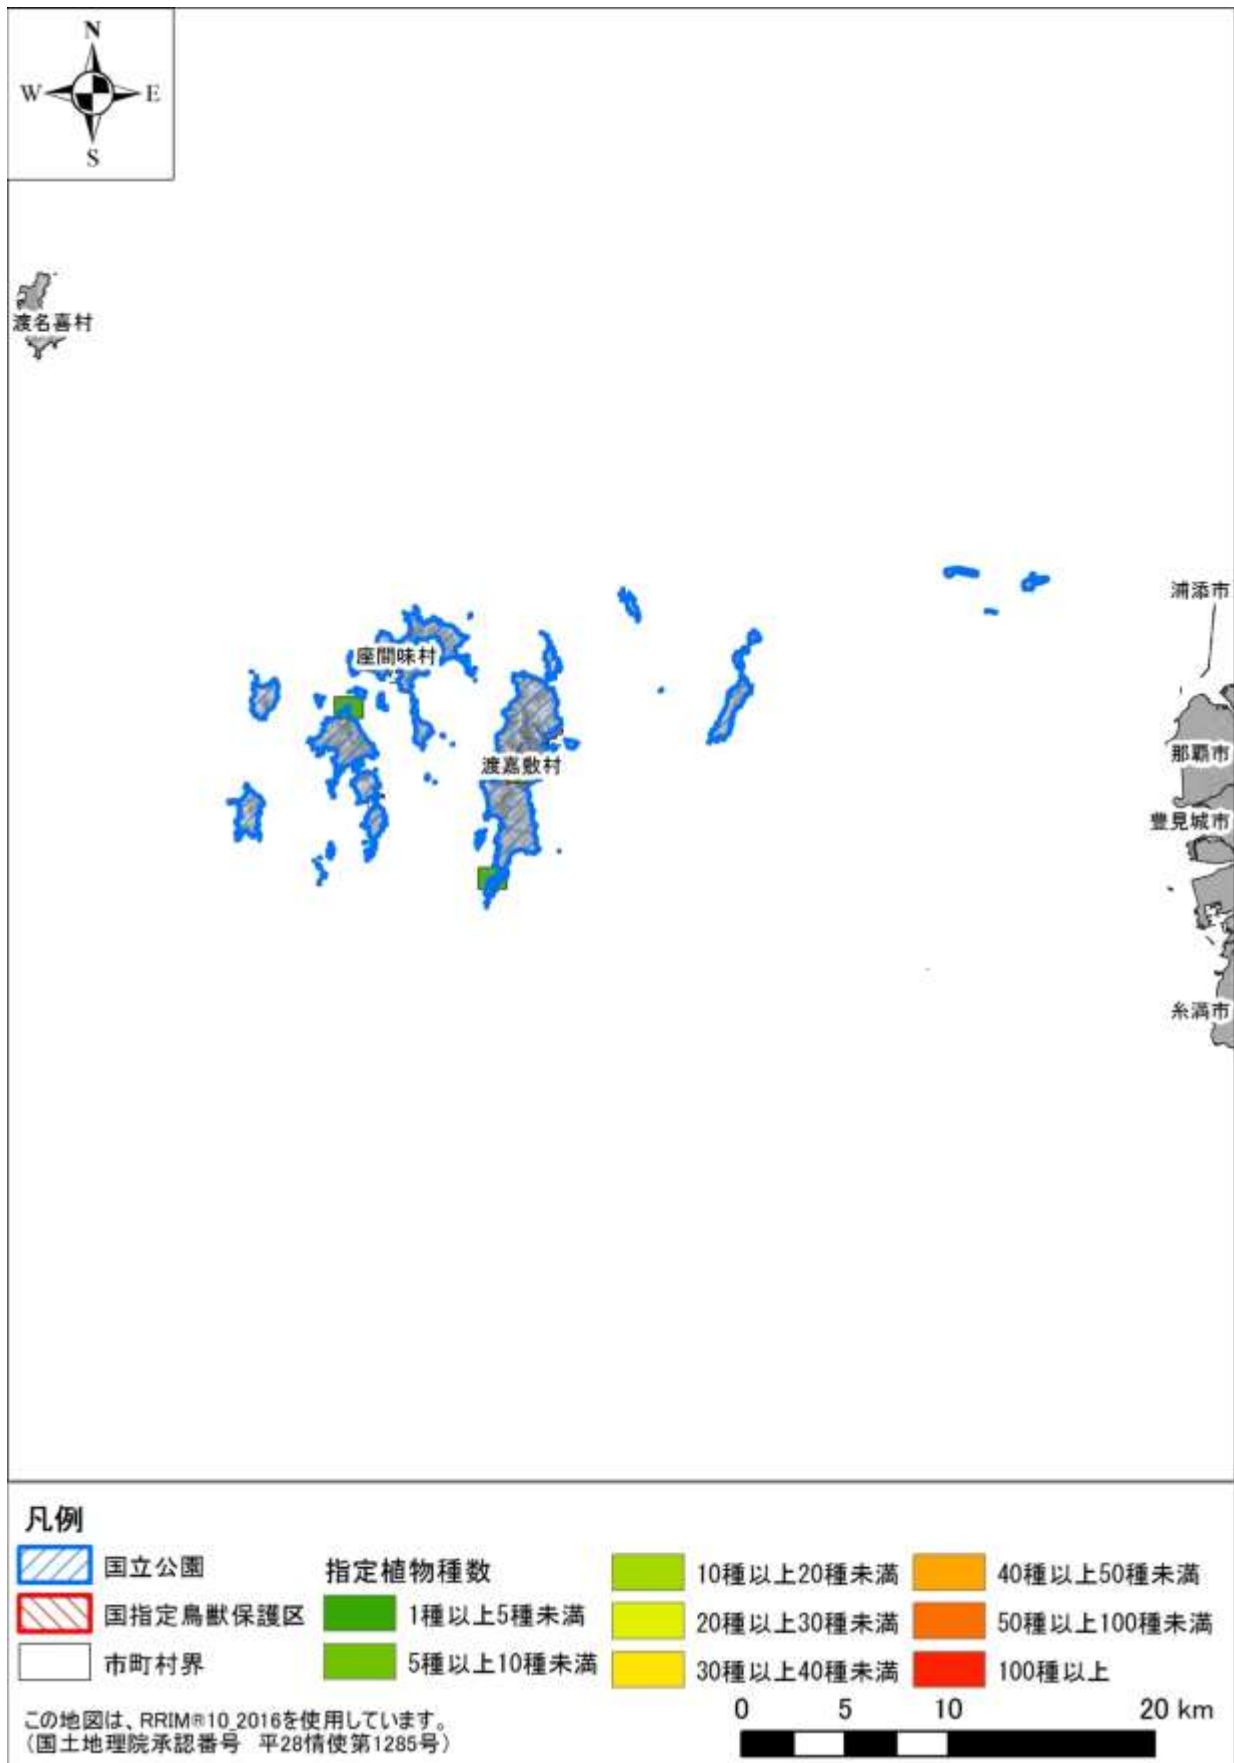 N
W E
S
渡名喜村
浦添市
座間味村
那覇市
渡嘉敷村
豊見城市
糸満市
凡例
国立公園
国指定鳥獣保護区
市町村界
指定植物種数
1種以上5種未満
5種以上10種未満
10種以上20種未満
20種以上30種未満
30種以上40種未満
40種以上50種未満
50種以上100種未満
100種以上
この地図は、RRIM®10_2016を使用しています。
（国土地理院承認番号 平28情使第1285号）
0 5 10 20 km